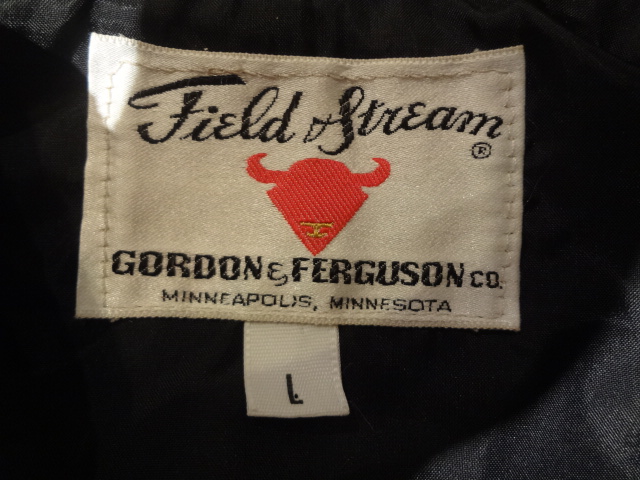 Field & Stream ®
GORDON & FERGUSON CO.
MINNEAPOLIS, MINNESOTA
L